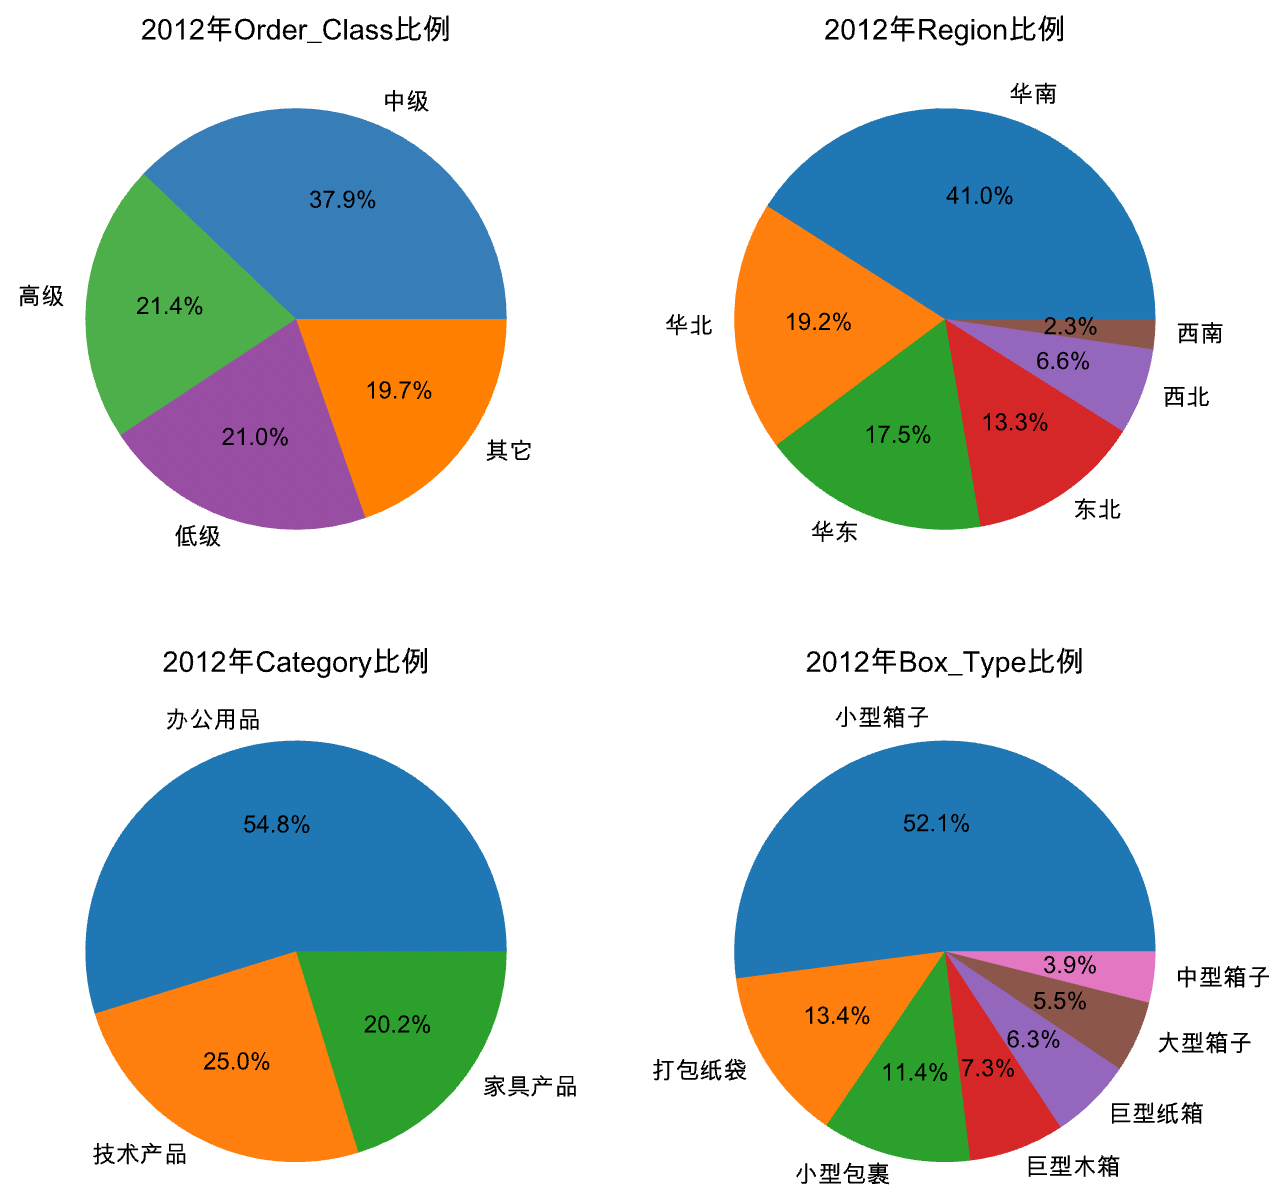 2012年Order_Class比例
中级
37.9%
高级
21.4%
19.7%
21.0%
其它
低级
2012年Region比例
华南
41.0%
华北
19.2%
2.3%
西南
6.6%
西北
17.5%
13.3%
东北
华东
2012年Category比例
办公用品
54.8%
20.2%
25.0%
家具产品
技术产品
2012年Box_Type比例
小型箱子
52.1%
3.9%
中型箱子
5.5%
13.4%
6.3%
大型箱子
打包纸袋
11.4%
7.3%
巨型纸箱
小型包裹
巨型木箱